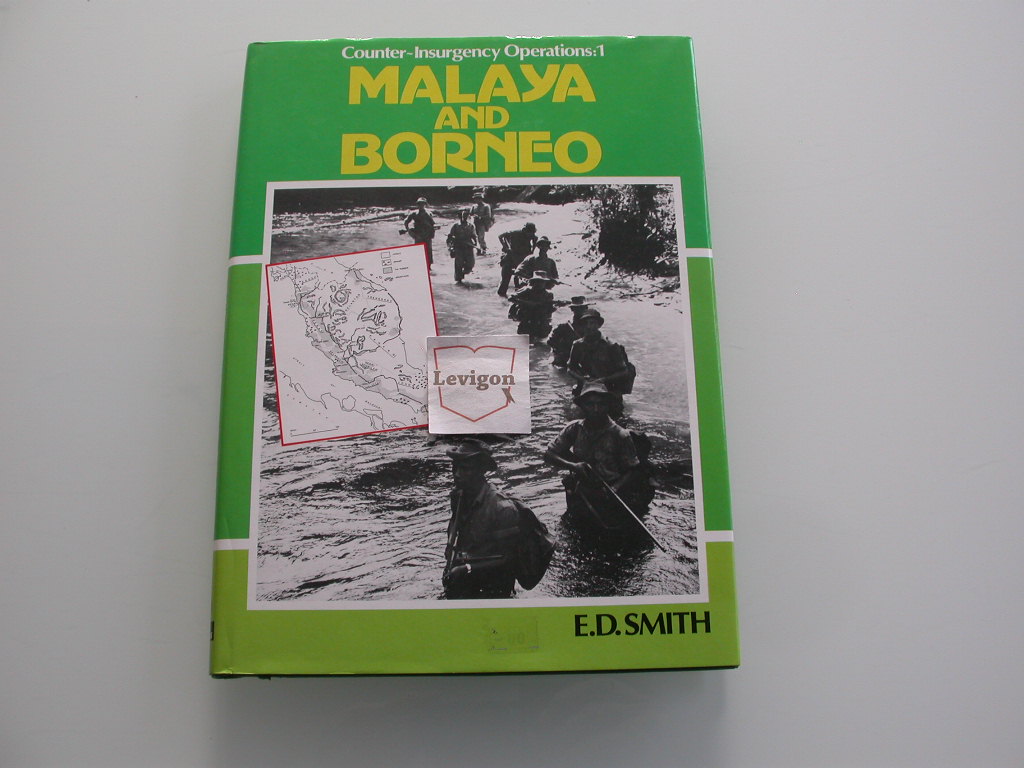 Counter-Insurgency Operations:1
MALAYA
AND
BORNEO
Levigon
E.D. SMITH